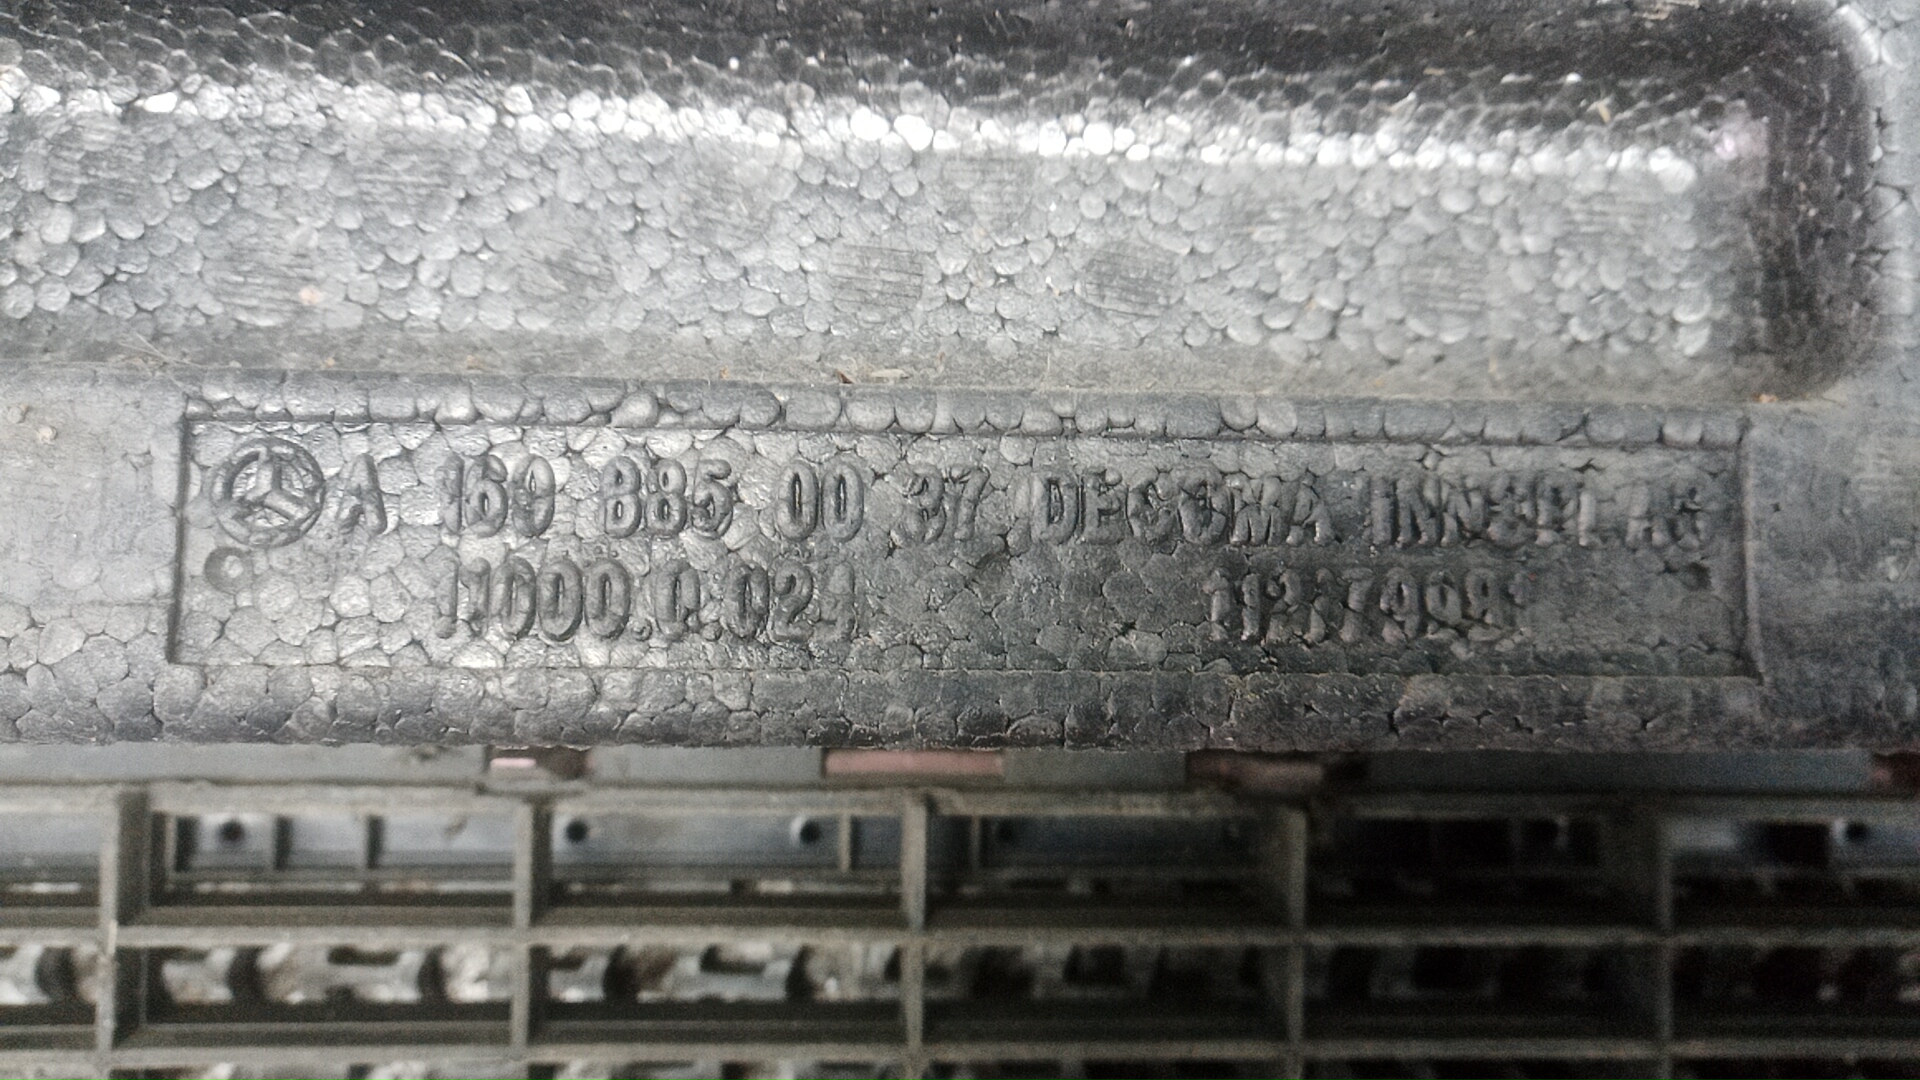 A 169 885 00 37 DECOMA INNOPLAS
11000.0.024